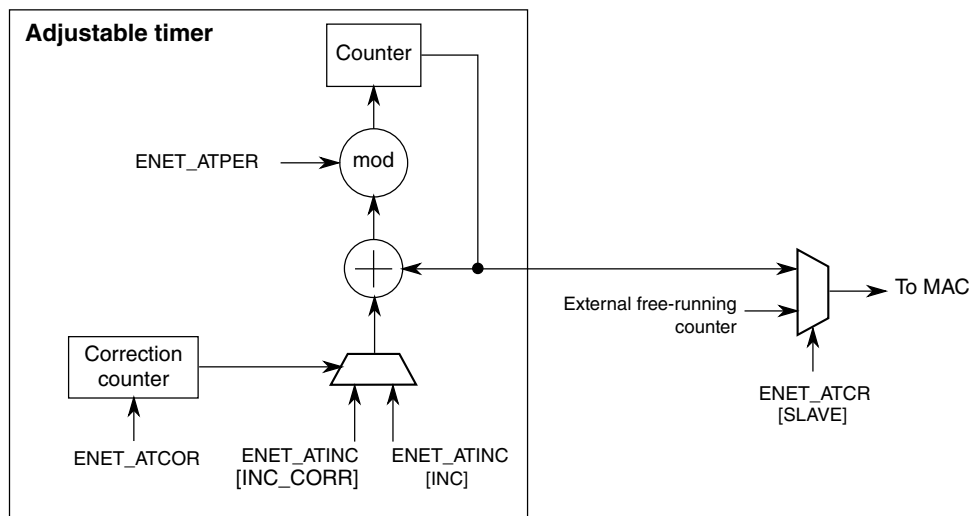 Adjustable timer
Counter
ENET_ATPER
mod
External free-running
counter
To MAC
Correction
counter
ENET_ATCOR
ENET_ATINC
[INC_CORR]
ENET_ATINC
[INC]
ENET_ATCR
[SLAVE]